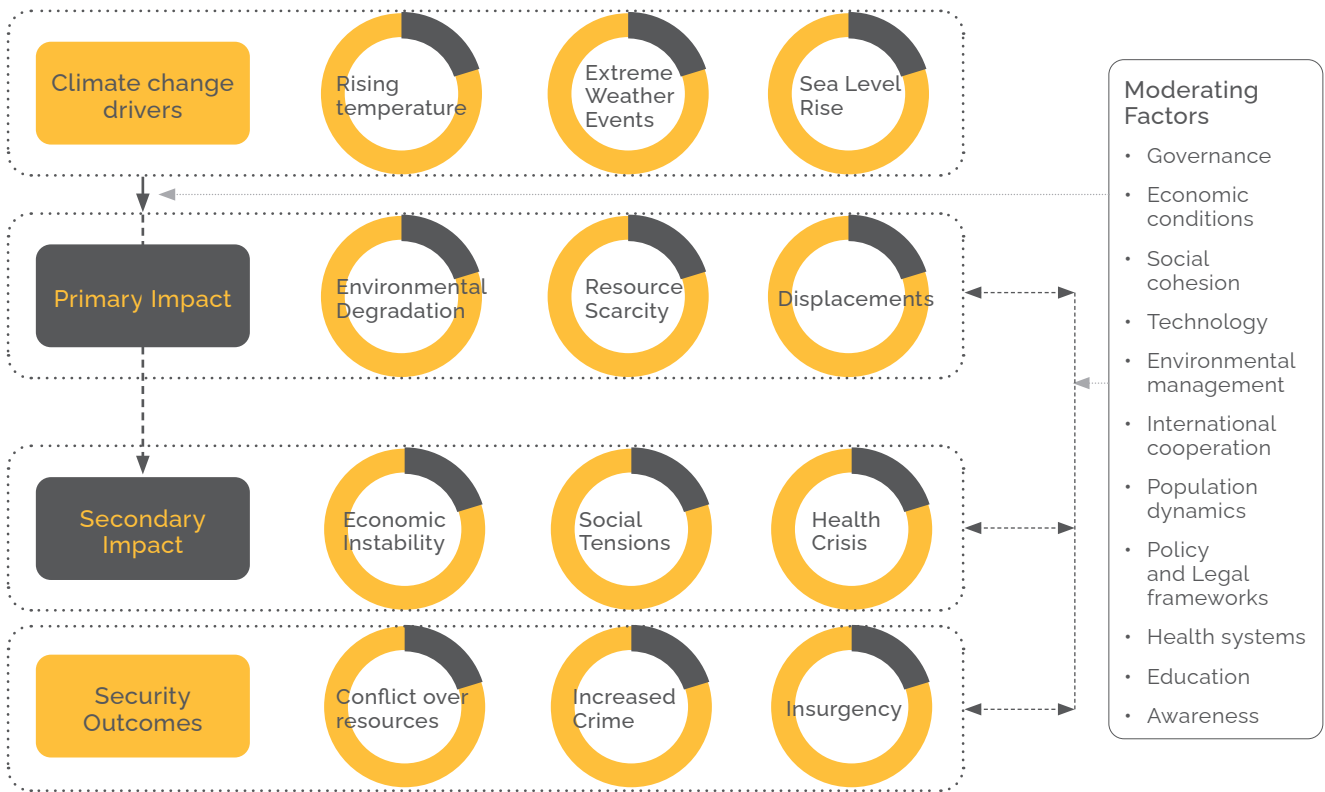 Climate change
drivers
Rising
temperature
Extreme
Weather
Events
Sea Level
Rise
Primary Impact
Environmental
Degradation
Resource
Scarcity
Displacements
Secondary
Impact
Economic
Instability
Social
Tensions
Health
Crisis
Security
Outcomes
Conflict over
resources
Increased
Crime
Insurgency
Moderating
Factors
• Governance
• Economic
conditions
• Social
cohesion
• Technology
• Environmental
management
• International
cooperation
• Population
dynamics
• Policy
and Legal
frameworks
• Health systems
• Education
• Awareness